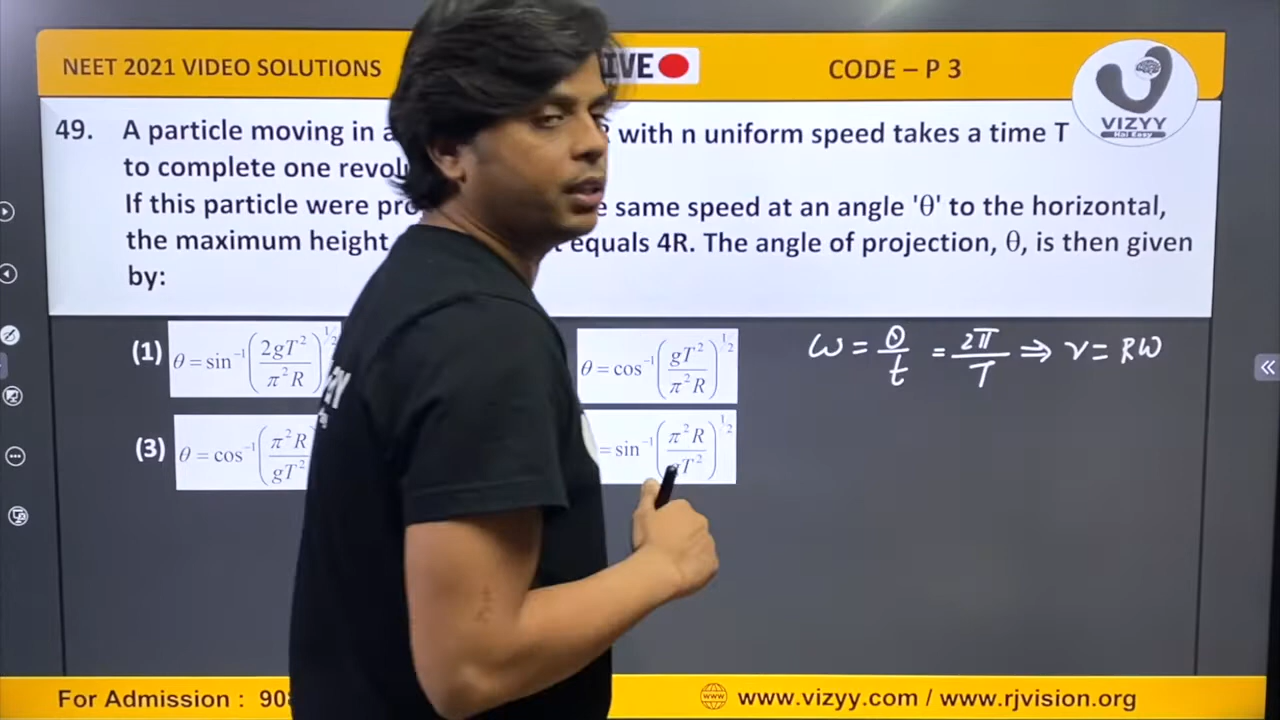 NEET 2021 VIDEO SOLUTIONS
IVE
CODE – P 3
VIZYY
Hai Easy
49. A particle moving in a with n uniform speed takes a time T
to complete one
If this particle were same speed at an angle 'θ' to the horizontal,
the maximum height equals 4R. The angle of projection, θ, is then given
by:
(1) θ = sin⁻¹(2gT²/π²R)^1/2
θ = cos⁻¹(gT²/π²R)^1/2
ω = θ/t = 2π/T ⇒ v = Rω
(3) θ = cos⁻¹(π²R/gT²
= sin⁻¹(π²R/gT²)^1/2
For Admission : 90
www.vizyy.com / www.rjvision.org